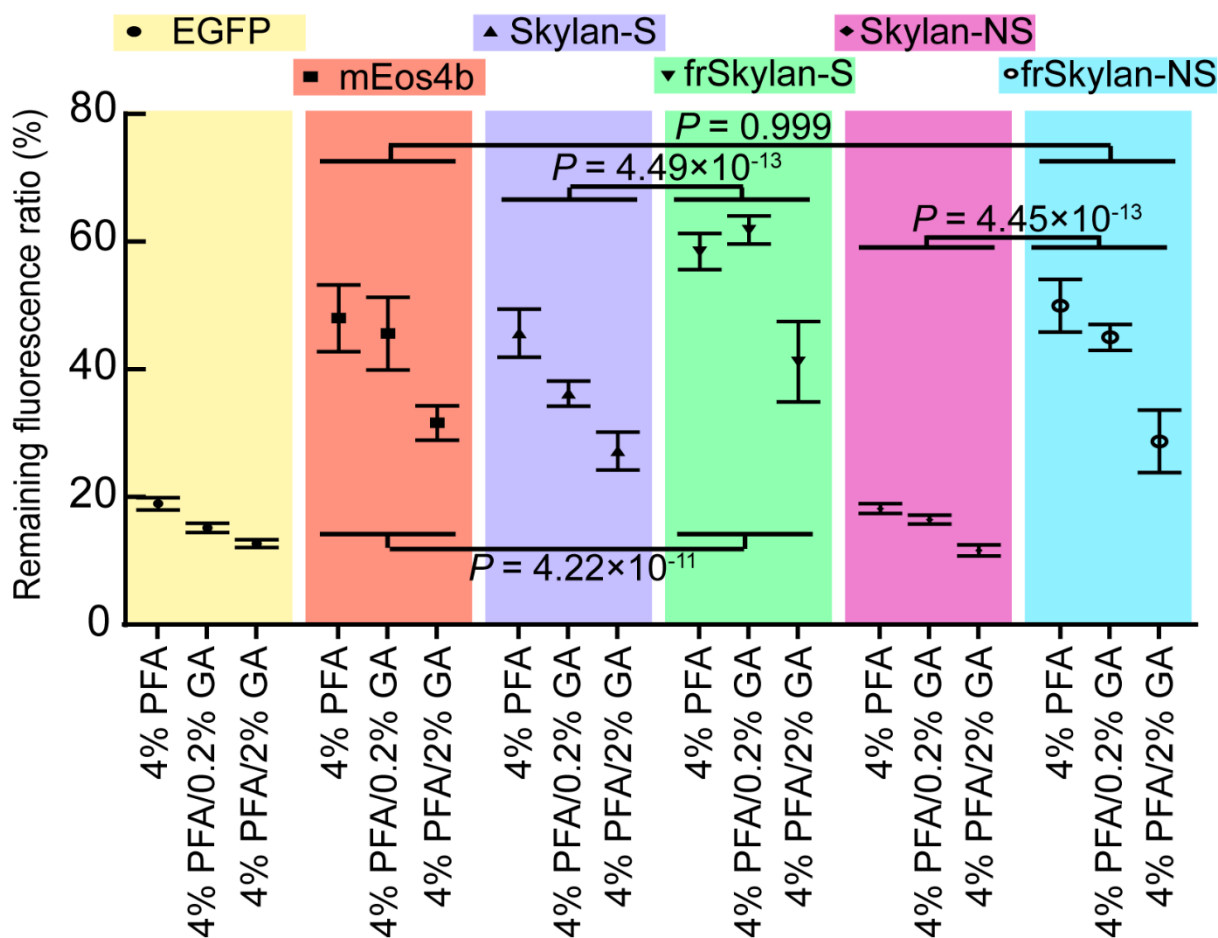 EGFP Skylan-S Skylan-NS
mEos4b frSkylan-S frSkylan-NS
Remaining fluorescence ratio (%)
80
60
40
20
0
P = 0.999
P = 4.49×10⁻¹³
P = 4.45×10⁻¹³
P = 4.22×10⁻¹¹
4% PFA
4% PFA/0.2% GA
4% PFA/2% GA
4% PFA
4% PFA/0.2% GA
4% PFA/2% GA
4% PFA
4% PFA/0.2% GA
4% PFA/2% GA
4% PFA
4% PFA/0.2% GA
4% PFA/2% GA
4% PFA
4% PFA/0.2% GA
4% PFA/2% GA
4% PFA
4% PFA/0.2% GA
4% PFA/2% GA